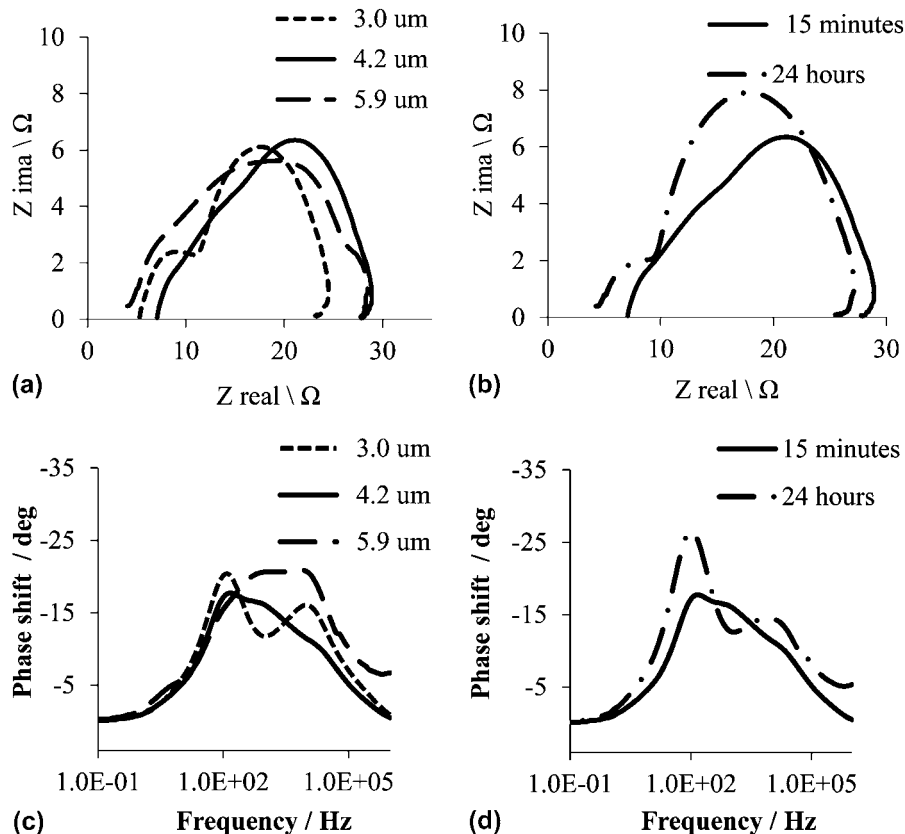 3.0 um
4.2 um
5.9 um
10
8
6
4
2
0
Z ima \ Ω
0 10 20 30
Z real \ Ω
(a)
15 minutes
24 hours
10
8
6
4
2
0
Z ima \ Ω
0 10 20 30
Z real \ Ω
(b)
3.0 um
4.2 um
5.9 um
-35
-25
-15
-5
Phase shift / deg
1.0E-01 1.0E+02 1.0E+05
Frequency / Hz
(c)
15 minutes
24 hours
-35
-25
-15
-5
Phase shift / deg
1.0E-01 1.0E+02 1.0E+05
Frequency / Hz
(d)